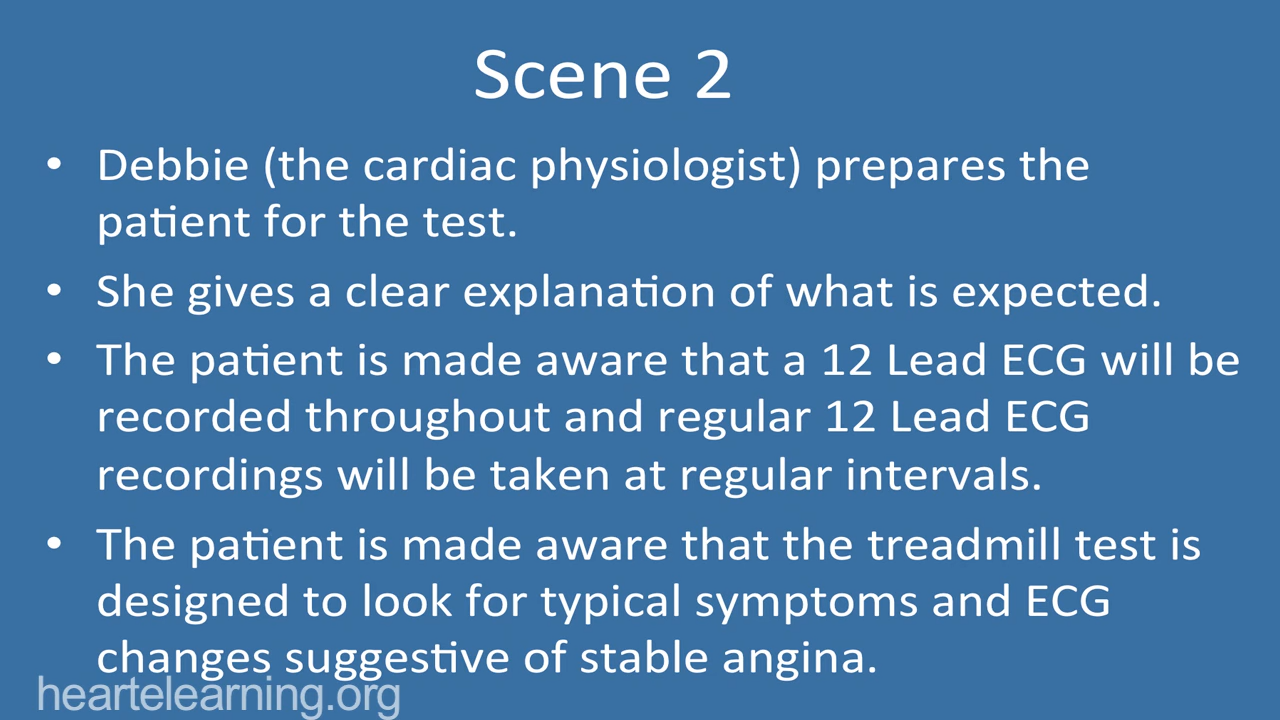 Scene 2
• Debbie (the cardiac physiologist) prepares the
patient for the test.
• She gives a clear explanation of what is expected.
• The patient is made aware that a 12 Lead ECG will be
recorded throughout and regular 12 Lead ECG
recordings will be taken at regular intervals.
• The patient is made aware that the treadmill test is
designed to look for typical symptoms and ECG
changes suggestive of stable angina.
heartelearning.org